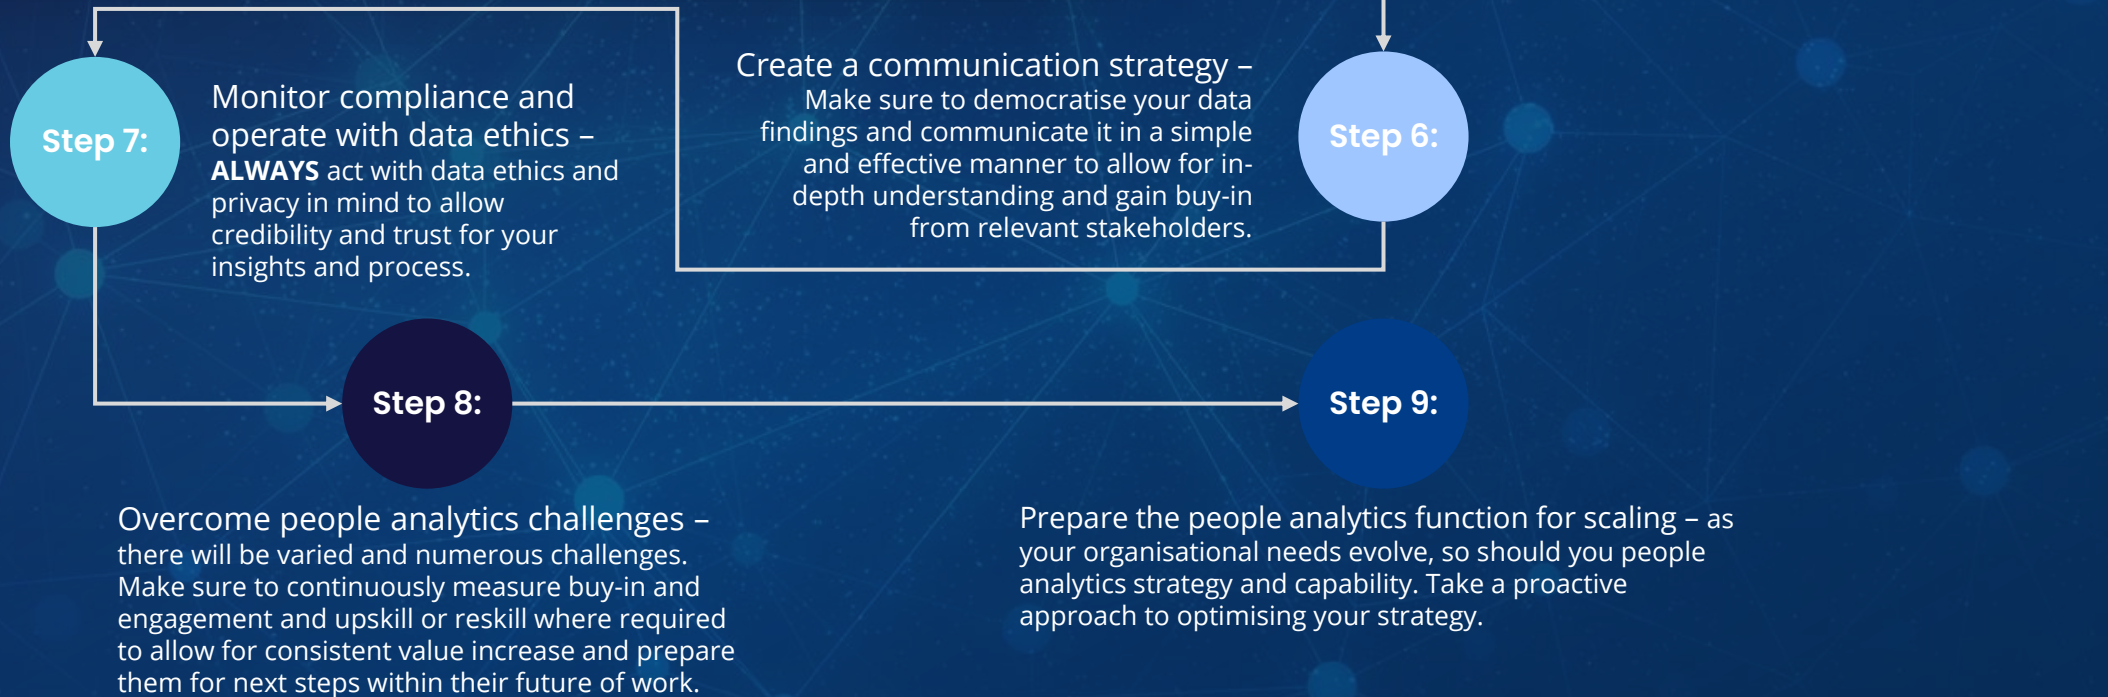 Step 6:
Create a communication strategy –
Make sure to democratise your data
findings and communicate it in a simple
and effective manner to allow for in-
depth understanding and gain buy-in
from relevant stakeholders.
Step 7:
Monitor compliance and
operate with data ethics –
ALWAYS act with data ethics and
privacy in mind to allow
credibility and trust for your
insights and process.
Step 8:
Overcome people analytics challenges –
there will be varied and numerous challenges.
Make sure to continuously measure buy-in and
engagement and upskill or reskill where required
to allow for consistent value increase and prepare
them for next steps within their future of work.
Step 9:
Prepare the people analytics function for scaling – as
your organisational needs evolve, so should you people
analytics strategy and capability. Take a proactive
approach to optimising your strategy.